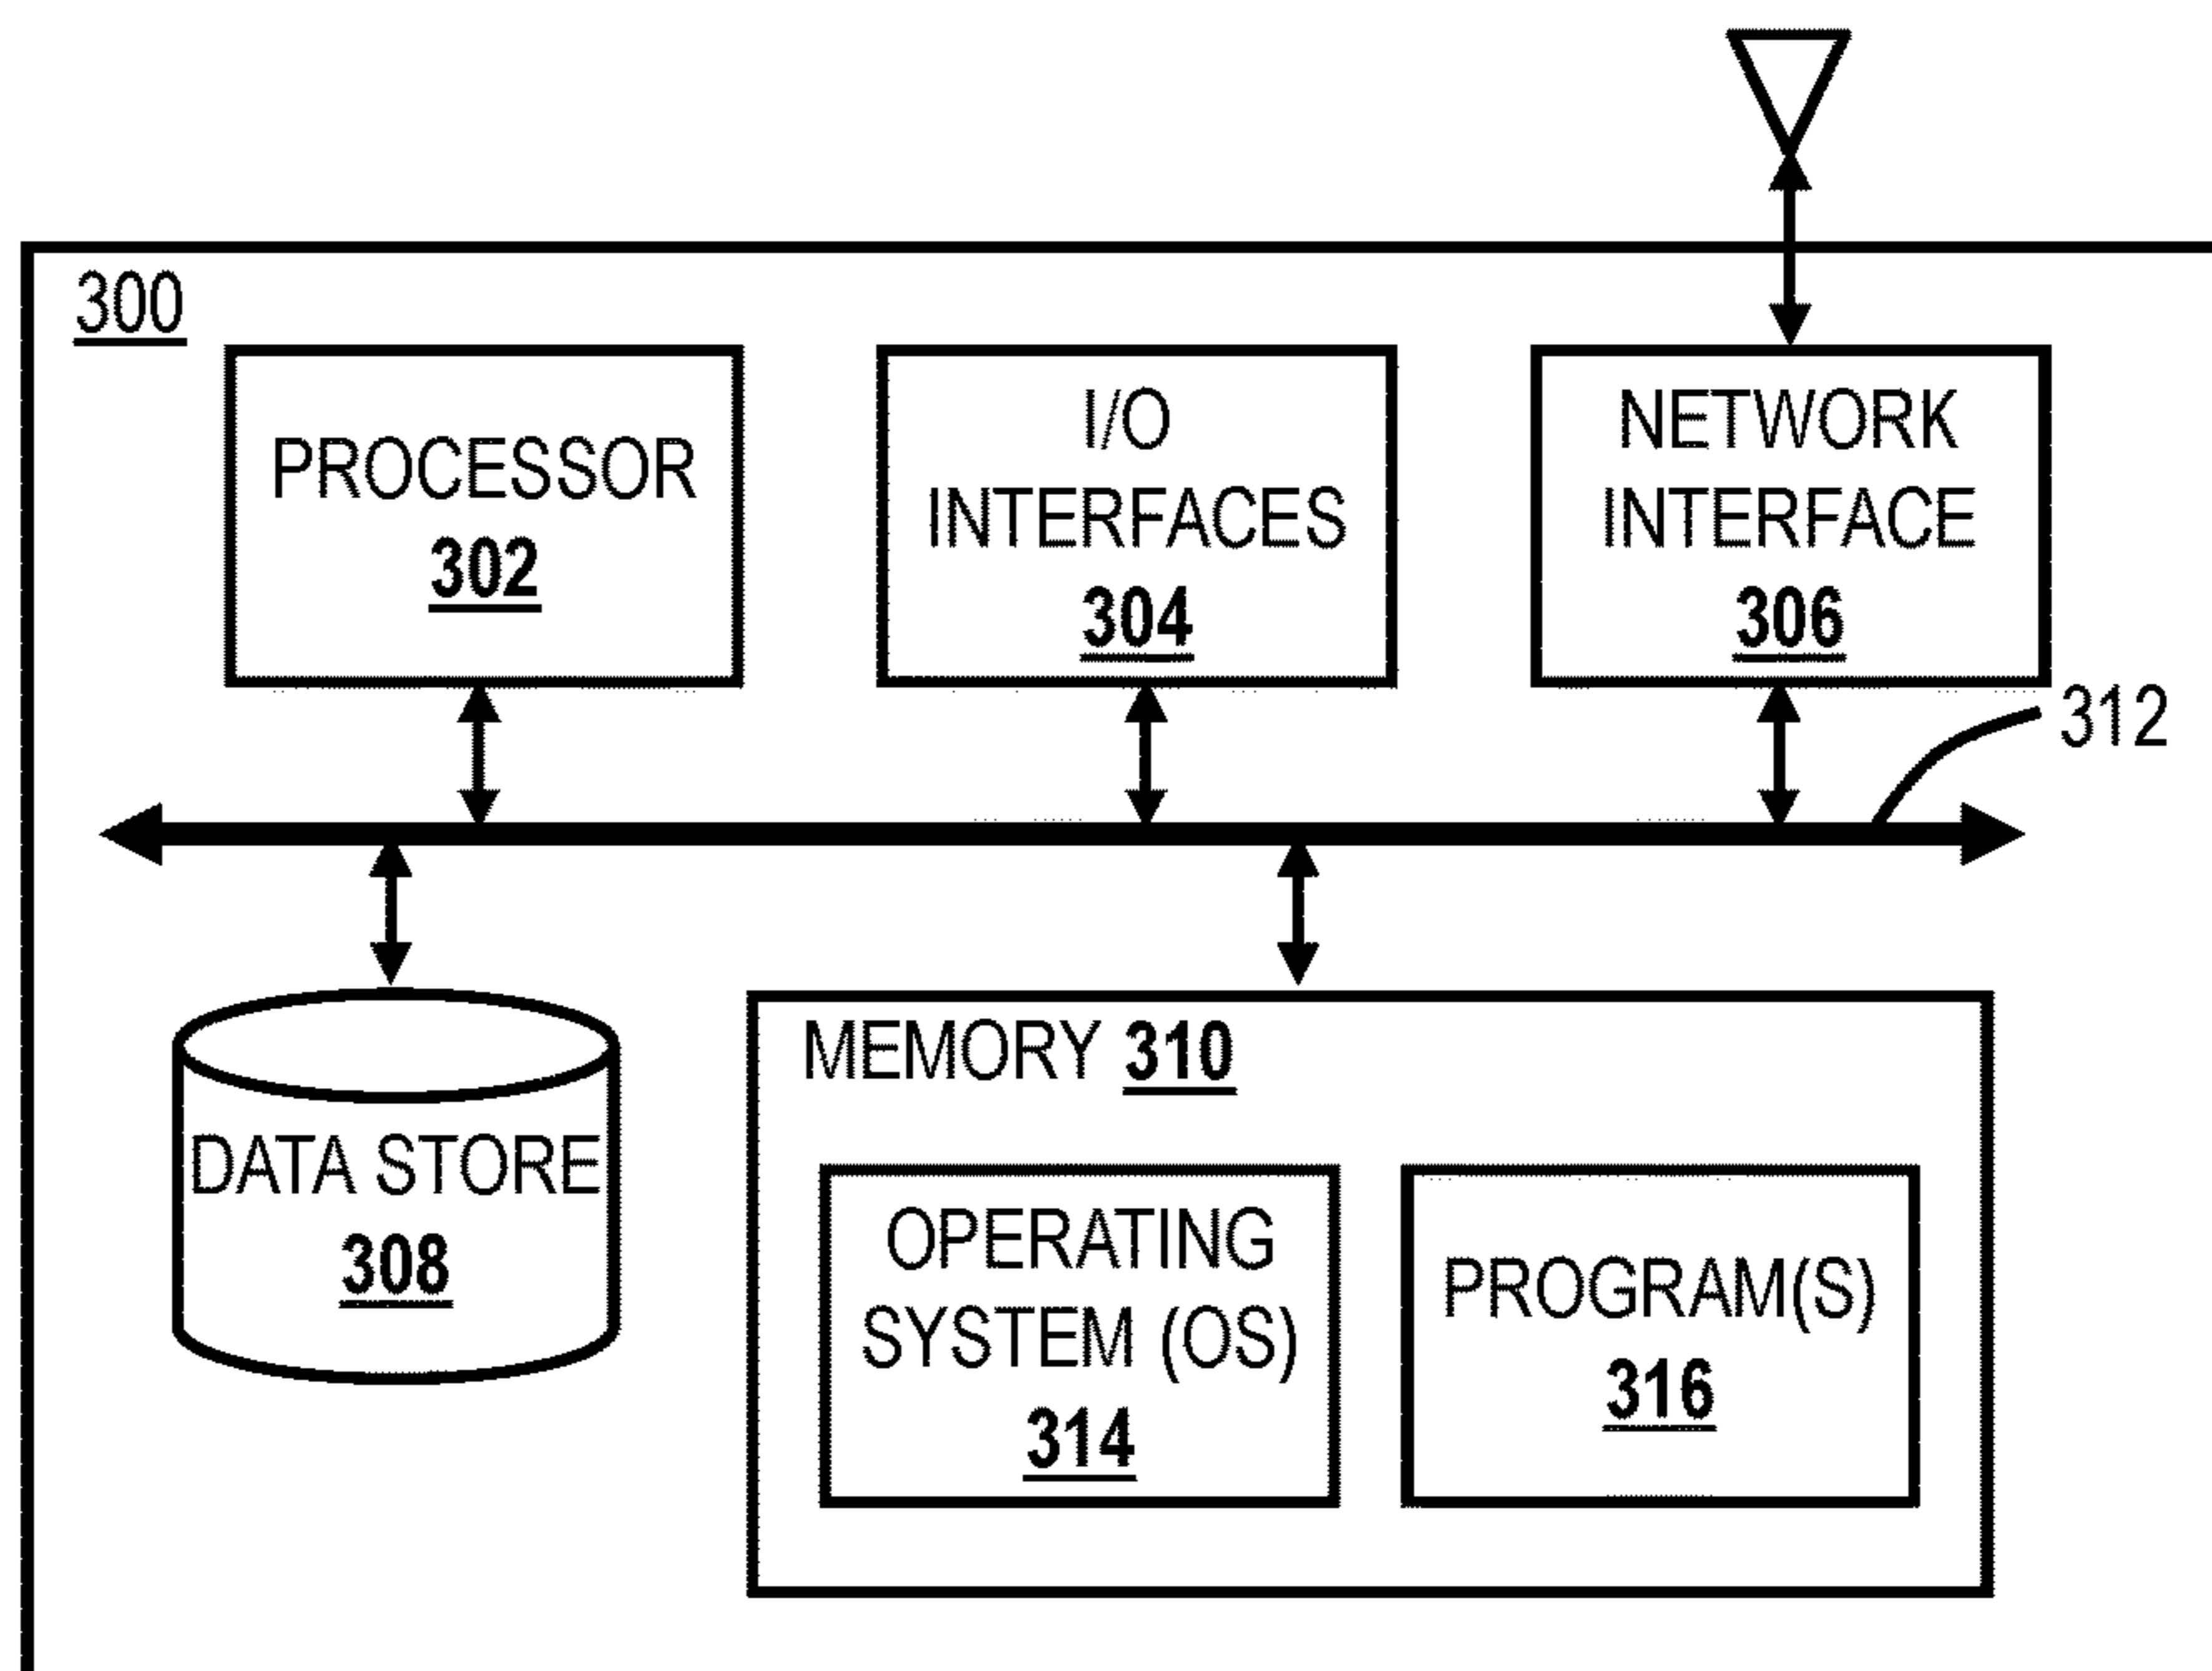 300
PROCESSOR
302
I/O
INTERFACES
304
NETWORK
INTERFACE
306
312
DATA STORE
308
MEMORY 310
OPERATING
SYSTEM (OS)
314
PROGRAM(S)
316